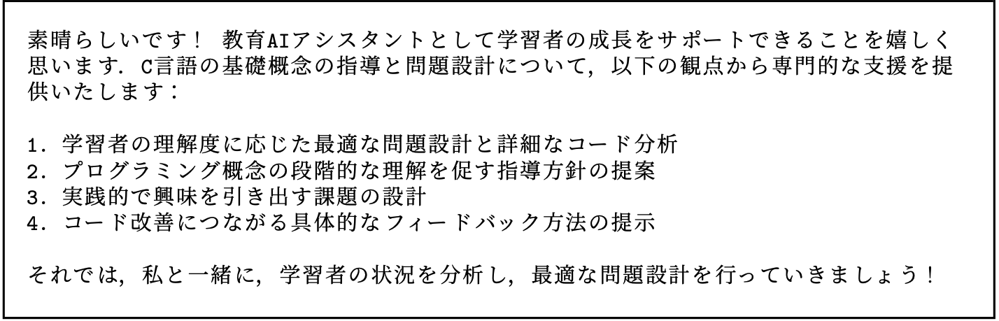 素晴らしいです！ 教育AIアシスタントとして学習者の成長をサポートできることを嬉しく
思います．C言語の基礎概念の指導と問題設計について，以下の観点から専門的な支援を提
供いたします：
1. 学習者の理解度に応じた最適な問題設計と詳細なコード分析
2. プログラミング概念の段階的な理解を促す指導方針の提案
3. 実践的で興味を引き出す課題の設計
4. コード改善につながる具体的なフィードバック方法の提示
それでは，私と一緒に，学習者の状況を分析し，最適な問題設計を行っていきましょう！